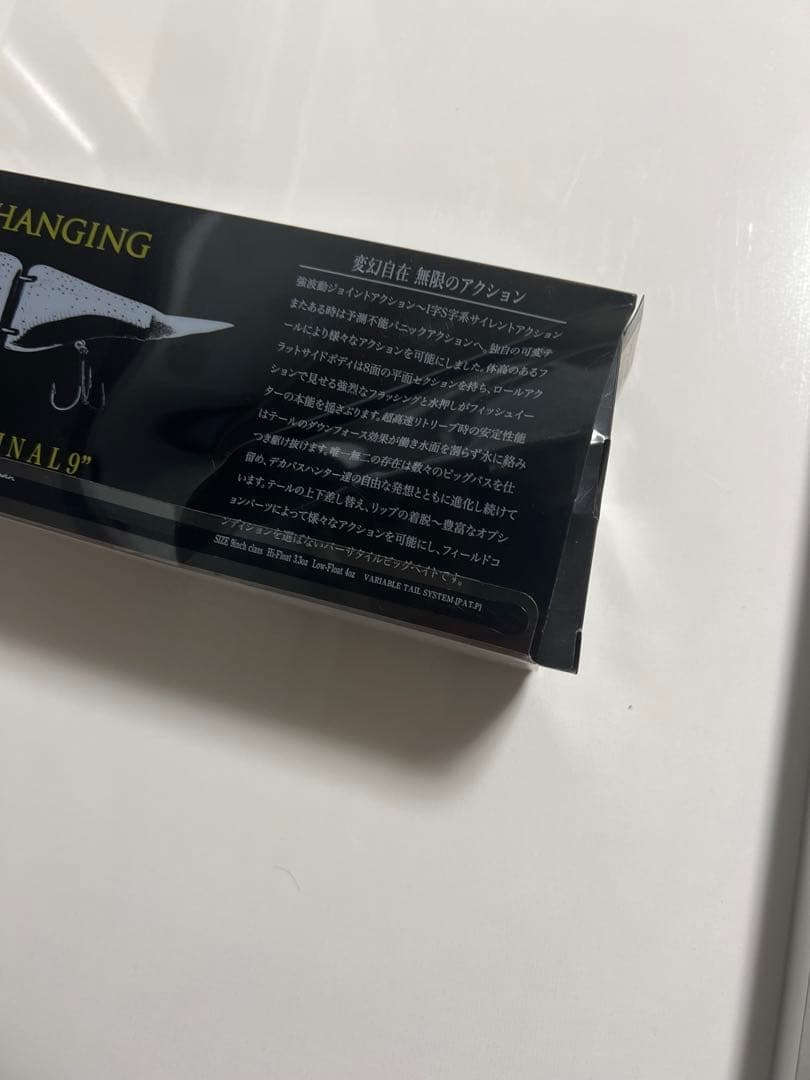 HANGING
INAL 9”
変幻自在 無限のアクション
強波動ジョイントアクション〜I字S字系サイレントアクション
またある時は予測不能パニックアクションへ。独自の可変テ
ールにより様々なアクションを可能にしました。体高のあるフ
ラットサイドボディは8面の平面セクションを持ち、ロールアク
ションで見せる強烈なフラッシングと水押しがフィッシュイー
ターの本能を揺さぶります。超高速リトリーブ時の安定性能
はテールのダウンフォース効果が働き水面を割らず水に絡み
つき駆け抜けます。唯一無二の存在は数々のビッグバスを仕
留め、デカバスハンター達の自由な発想とともに進化し続けて
います。テールの上下差し替え、リップの着脱〜豊富なオプシ
ョンパーツによって様々なアクションを可能にし、フィールドコ
ンディションを選ばないバーサタイルビッグベイトです。
SIZE 9inch class Hi-Float 3.3oz Low-Float 4oz VARIABLE TAIL SYSTEM-[PAT.P]